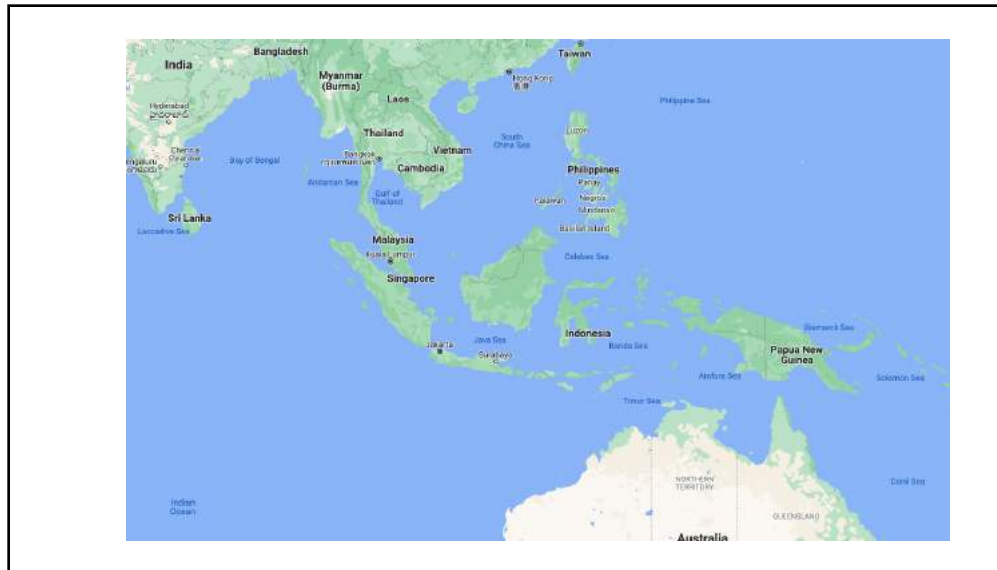 Bangladesh
Taiwan
India
Hong Kong
香港
Myanmar
(Burma)
Philippine Sea
Laos
Hyderabad
Thailand
Luzon
South
China Sea
Vietnam
Chennai
Bangkok
Bay of Bengal
Cambodia
Philippines
Andaman Sea
Panay
Gulf of
Thailand
Negros
Palawan
Mindanao
Sri Lanka
Basilan Island
Laccadive Sea
Malaysia
Kuala Lumpur
Celebes Sea
Singapore
Bismarck Sea
Indonesia
Java Sea
Jakarta
Banda Sea
Surabaya
Papua New
Guinea
Arafura Sea
Solomon Sea
Timor Sea
NORTHERN
TERRITORY
Coral Sea
Indian
Ocean
QUEENSLAND
Australia